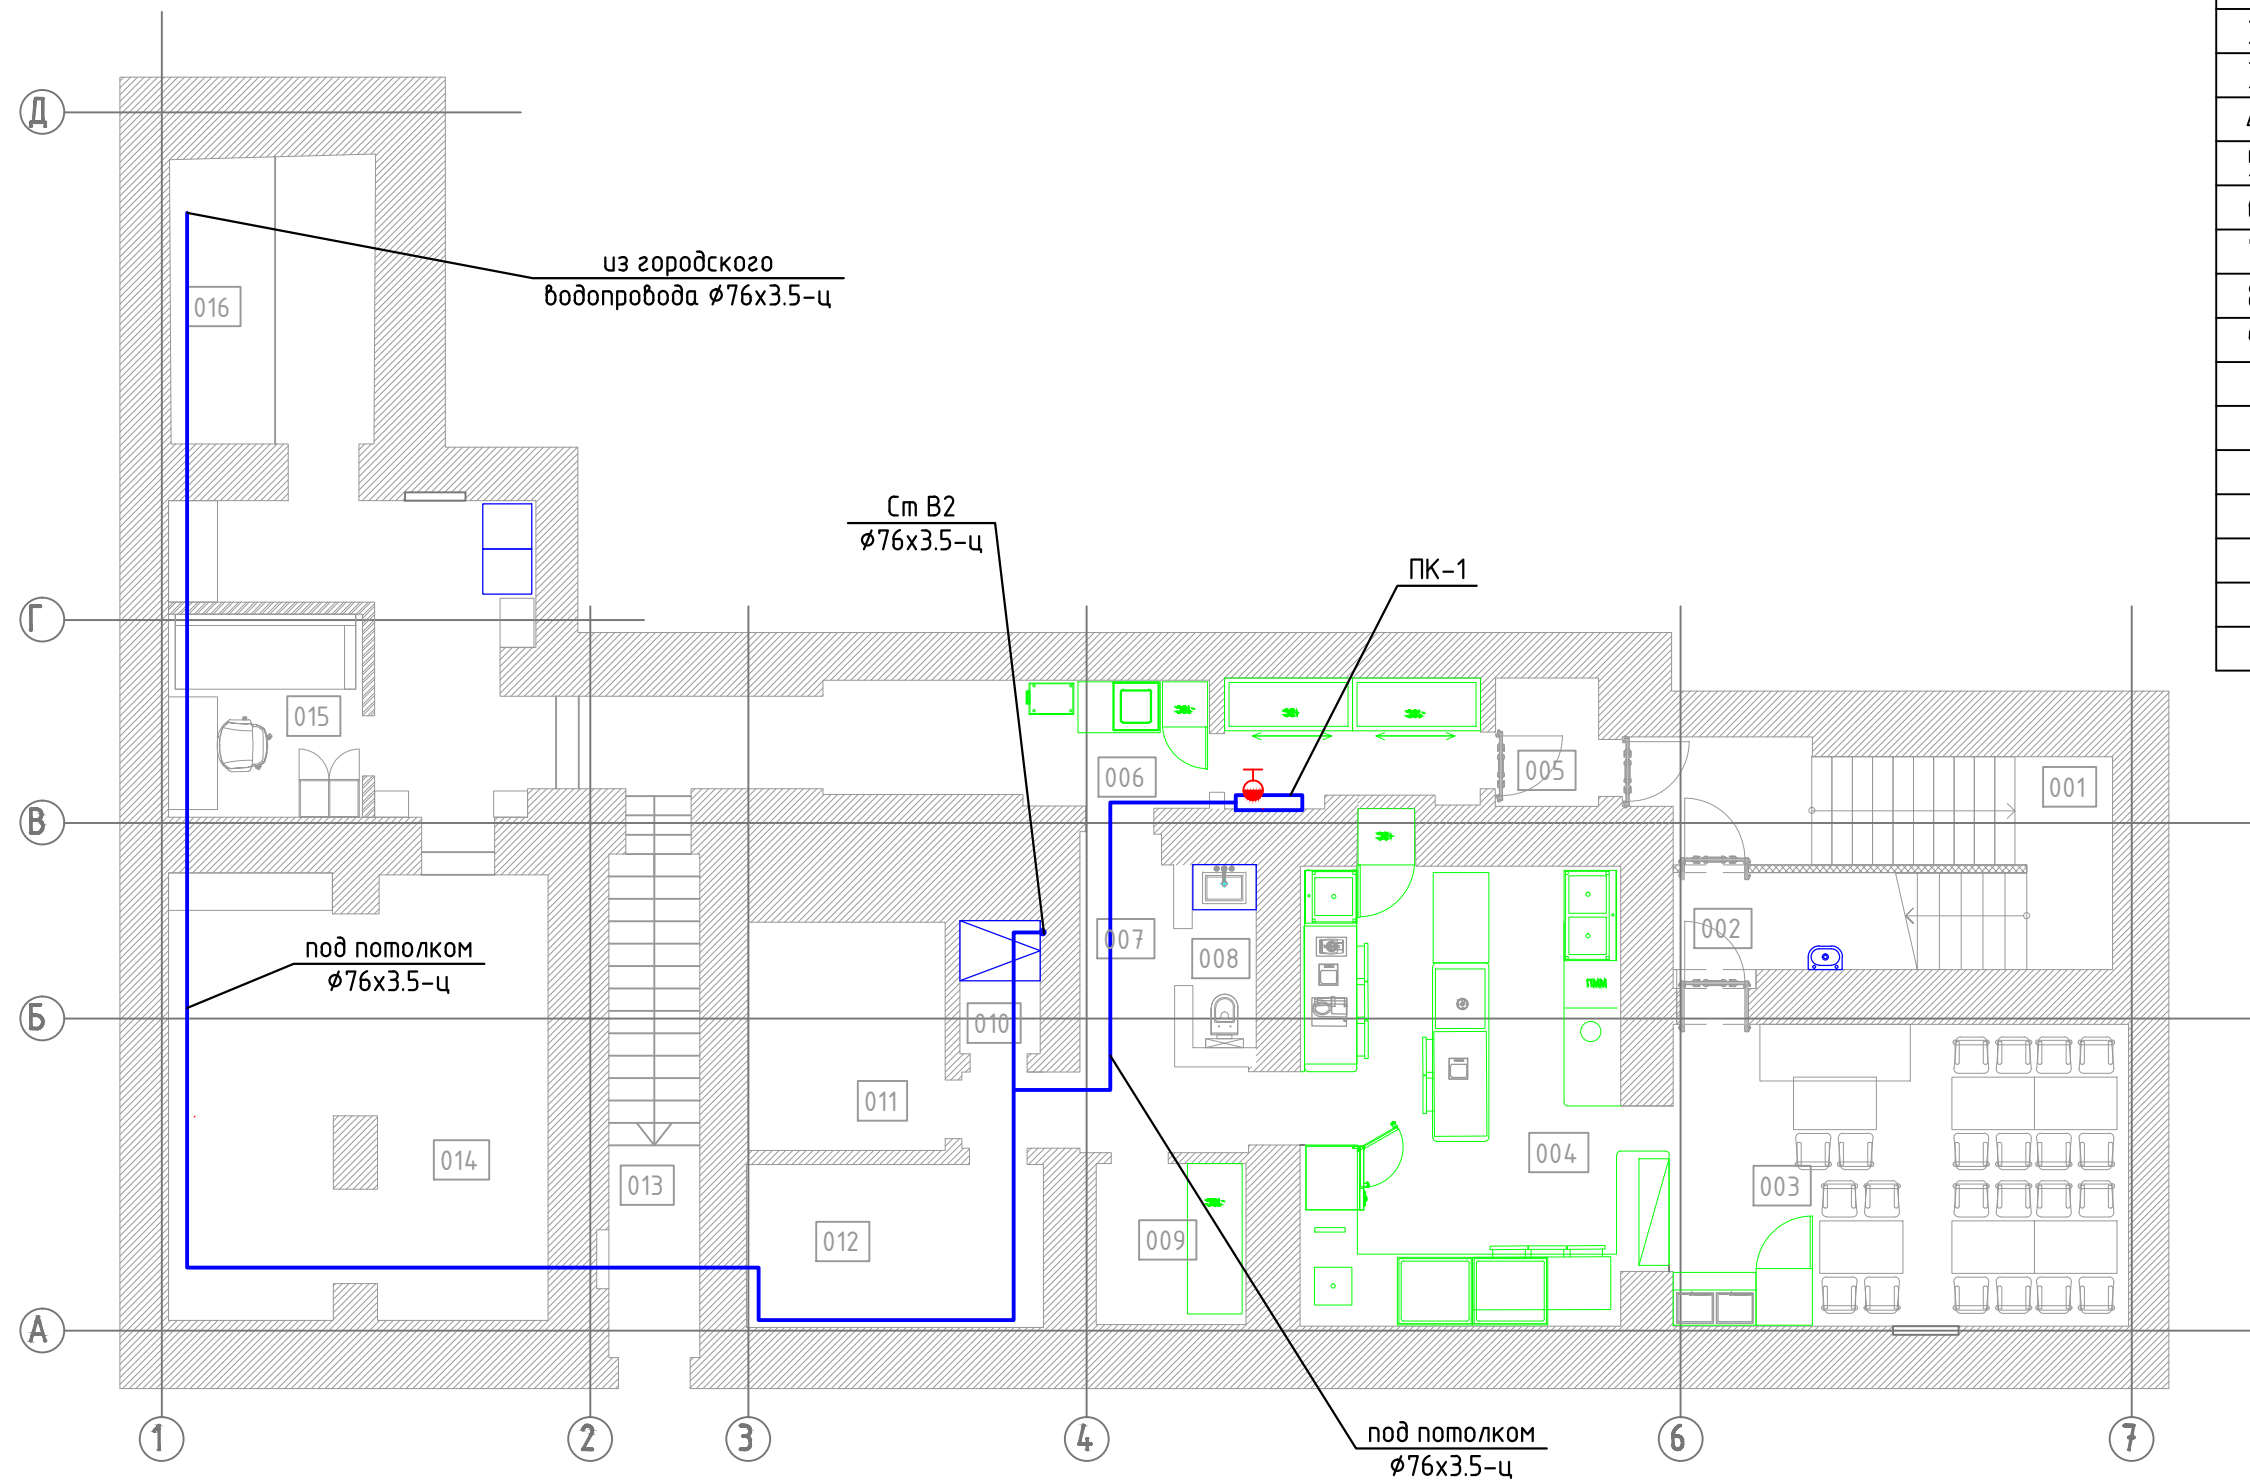 Д
из городского
водопровода ⌀76х3.5-ц
016
Ст В2
⌀76х3.5-ц
ПК-1
Г
015
006
005
001
В
под потолком
⌀76х3.5-ц
007
008
002
010
Б
011
014
013
004
003
012
009
А
1
2
3
4
6
7
под потолком
⌀76х3.5-ц